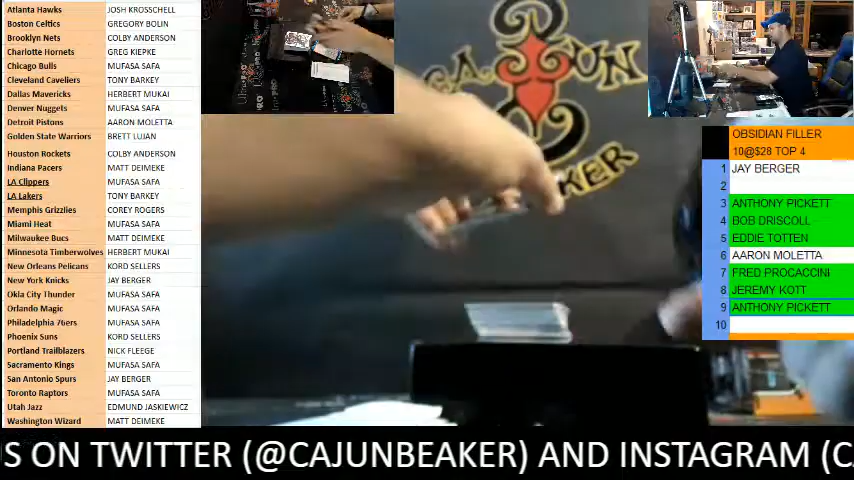 Atlanta Hawks JOSH KROSSCHELL
Boston Celtics GREGORY BOLIN
Brooklyn Nets COLBY ANDERSON
Charlotte Hornets GREG KIEPKE
Chicago Bulls MUFASA SAFA
Cleveland Cavaliers TONY BARKEY
Dallas Mavericks HERBERT MUKAI
Denver Nuggets MUFASA SAFA
Detroit Pistons AARON MOLETTA
Golden State Warriors BRETT LUJAN
Houston Rockets COLBY ANDERSON
Indiana Pacers MATT DEIMEKE
LA Clippers MUFASA SAFA
LA Lakers TONY BARKEY
Memphis Grizzlies COREY ROGERS
Miami Heat MUFASA SAFA
Milwaukee Bucs MATT DEIMEKE
Minnesota Timberwolves HERBERT MUKAI
New Orleans Pelicans KORD SELLERS
New York Knicks JAY BERGER
Okla City Thunder MUFASA SAFA
Orlando Magic MUFASA SAFA
Philadelphia 76ers MUFASA SAFA
Phoenix Suns KORD SELLERS
Portland Trailblazers NICK FLEEGE
Sacramento Kings MUFASA SAFA
San Antonio Spurs JAY BERGER
Toronto Raptors MUFASA SAFA
Utah Jazz EDMUND JASKIEWICZ
Washington Wizard MATT DEIMEKE
CAJUN
KER
OBSIDIAN FILLER
10@$28 TOP 4
1 JAY BERGER
2
3 ANTHONY PICKETT
4 BOB DRISCOLL
5 EDDIE TOTTEN
6 AARON MOLETTA
7 FRED PROCACCINI
8 JEREMY KOTT
9 ANTHONY PICKETT
10
S ON TWITTER (@CAJUNBEAKER) AND INSTAGRAM (CA